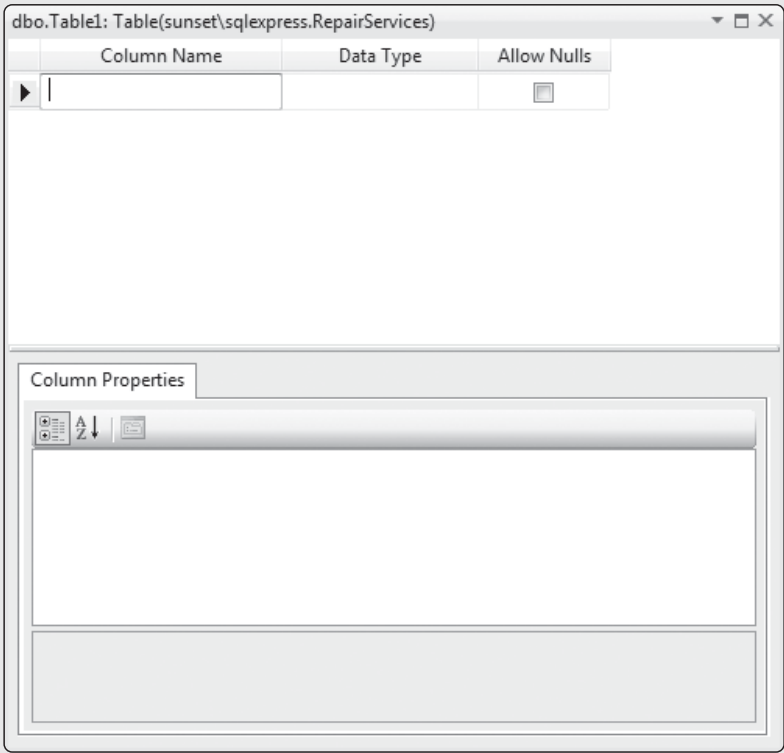 dbo.Table1: Table(sunset\sqlexpress.RepairServices)
Column Name Data Type Allow Nulls
Column Properties
A
Z